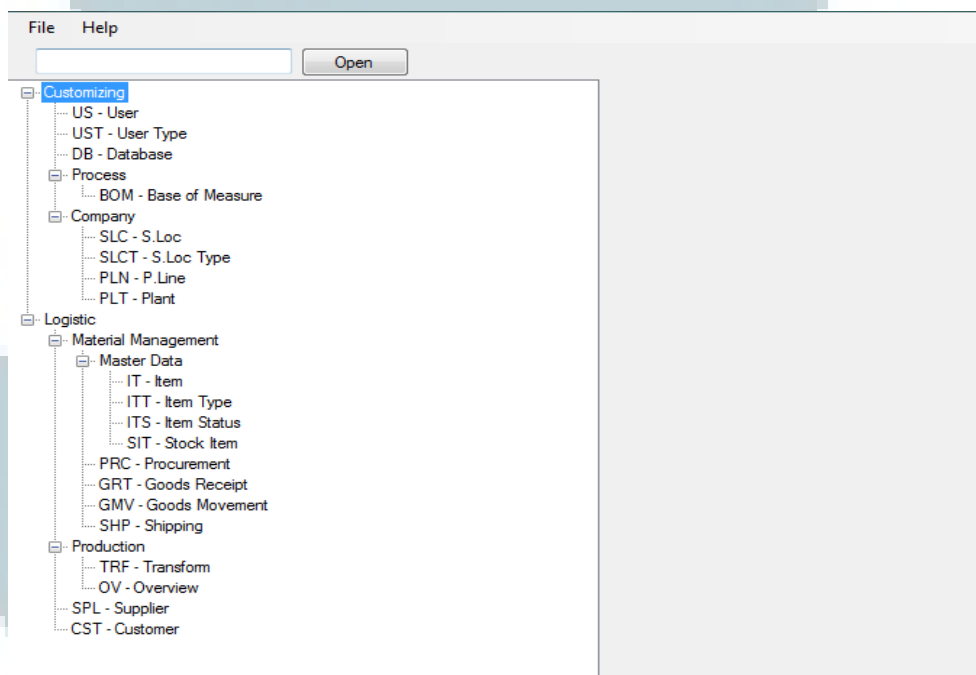 File Help
Open
Customizing
US - User
UST - User Type
DB - Database
Process
BOM - Base of Measure
Company
SLC - S.Loc
SLCT - S.Loc Type
PLN - P.Line
PLT - Plant
Logistic
Material Management
Master Data
IT - Item
ITT - Item Type
ITS - Item Status
SIT - Stock Item
PRC - Procurement
GRT - Goods Receipt
GMV - Goods Movement
SHP - Shipping
Production
TRF - Transform
OV - Overview
SPL - Supplier
CST - Customer